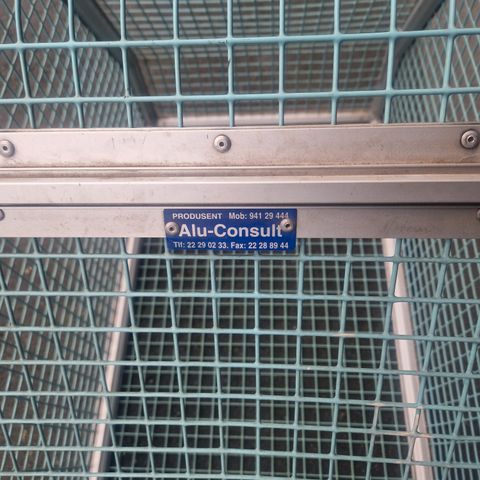 PRODUSENT Mob: 941 29 444
Alu-Consult
Tlf: 22 29 02 33. Fax: 22 28 89 44